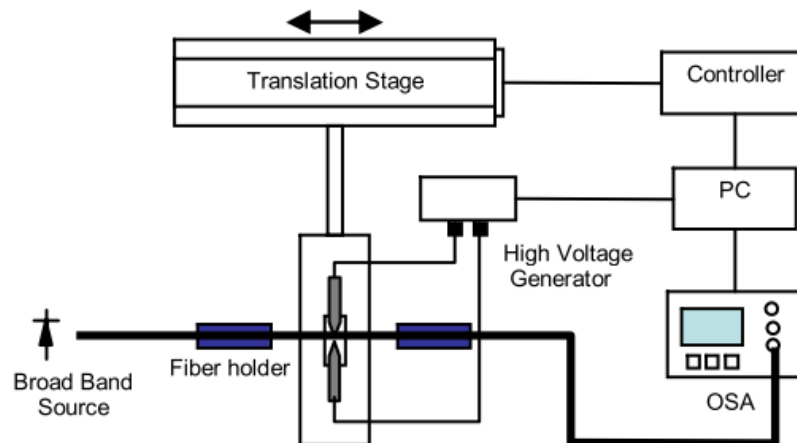 Translation Stage
Controller
PC
High Voltage
Generator
Fiber holder
Broad Band
Source
OSA